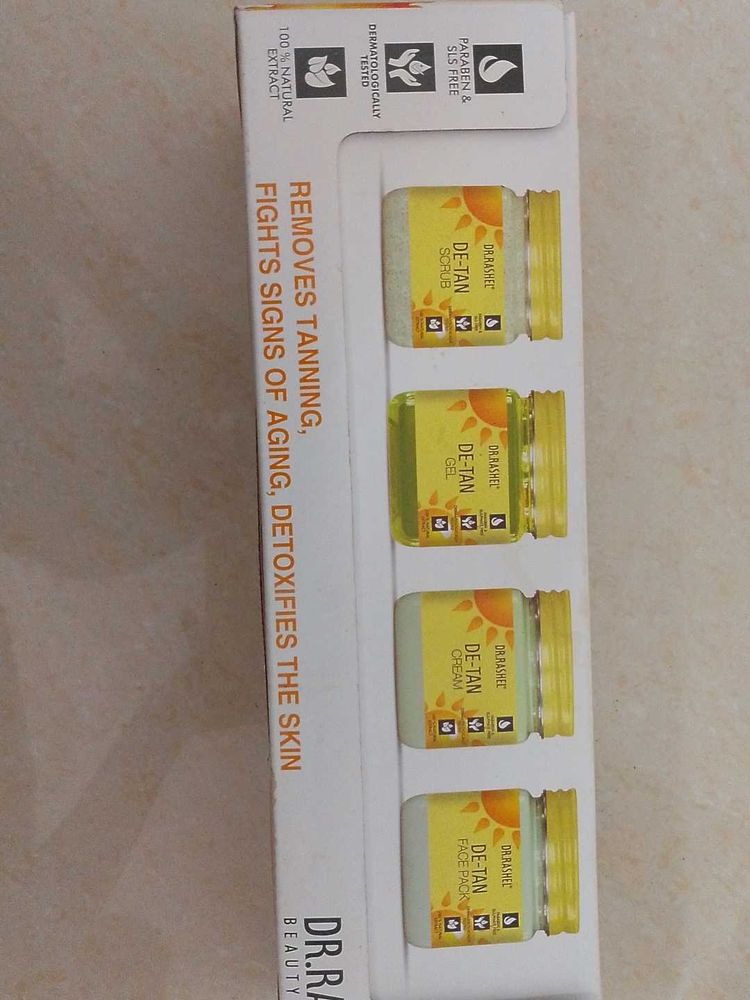 PARABEN &
SLS FREE
DERMATOLOGICALLY
TESTED
100 % NATURAL
EXTRACT
DR.RASHEL®
DE-TAN
SCRUB
DR.RASHEL®
DE-TAN
GEL
DR.RASHEL®
DE-TAN
CREAM
DR.RASHEL®
DE-TAN
FACE PACK
REMOVES TANNING,
FIGHTS SIGNS OF AGING, DETOXIFIES THE SKIN
DR.RA
BEAUTY